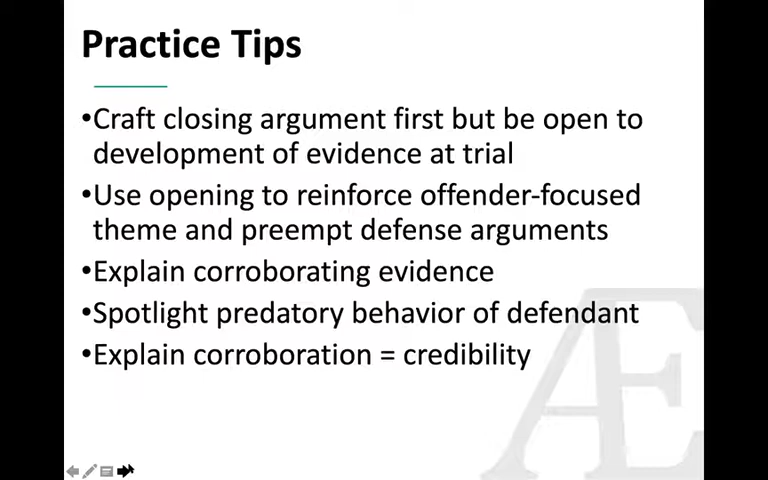 Practice Tips
•Craft closing argument first but be open to
development of evidence at trial
•Use opening to reinforce offender-focused
theme and preempt defense arguments
•Explain corroborating evidence
•Spotlight predatory behavior of defendant
•Explain corroboration = credibility
Æ